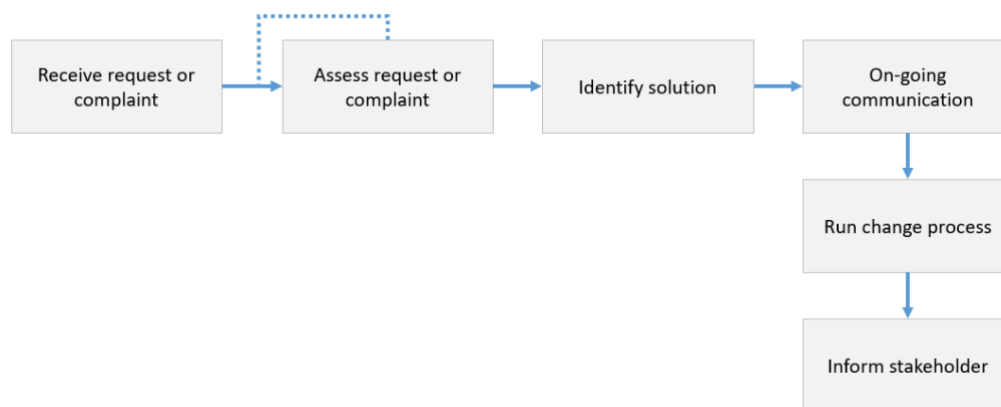 Receive request or
complaint
Assess request or
complaint
Identify solution
On-going
communication
Run change process
Inform stakeholder